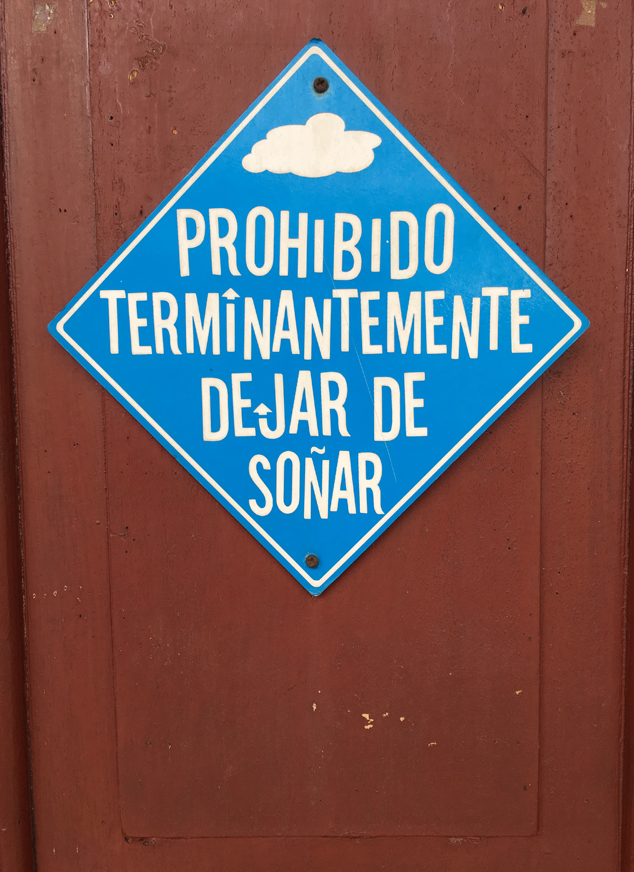 PROHIBIDO
TERMINANTEMENTE
DEJAR DE
SOÑAR